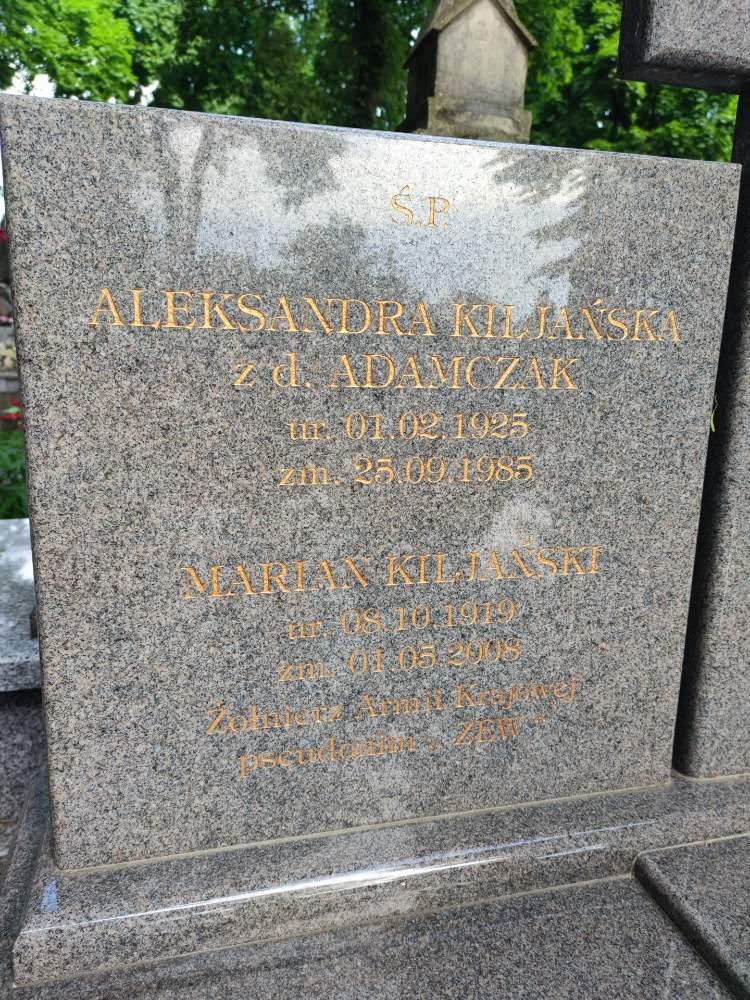 Ś.P.
ALEKSANDRA KILJAŃSKA
z d. ADAMCZAK
ur. 01.02.1925
zm. 25.09.1985
MARIAN KILJAŃSKI
ur. 08.10.1919
zm. 01.05.2008
Żołnierz Armii Krajowej
pseudonim „ ZEW "